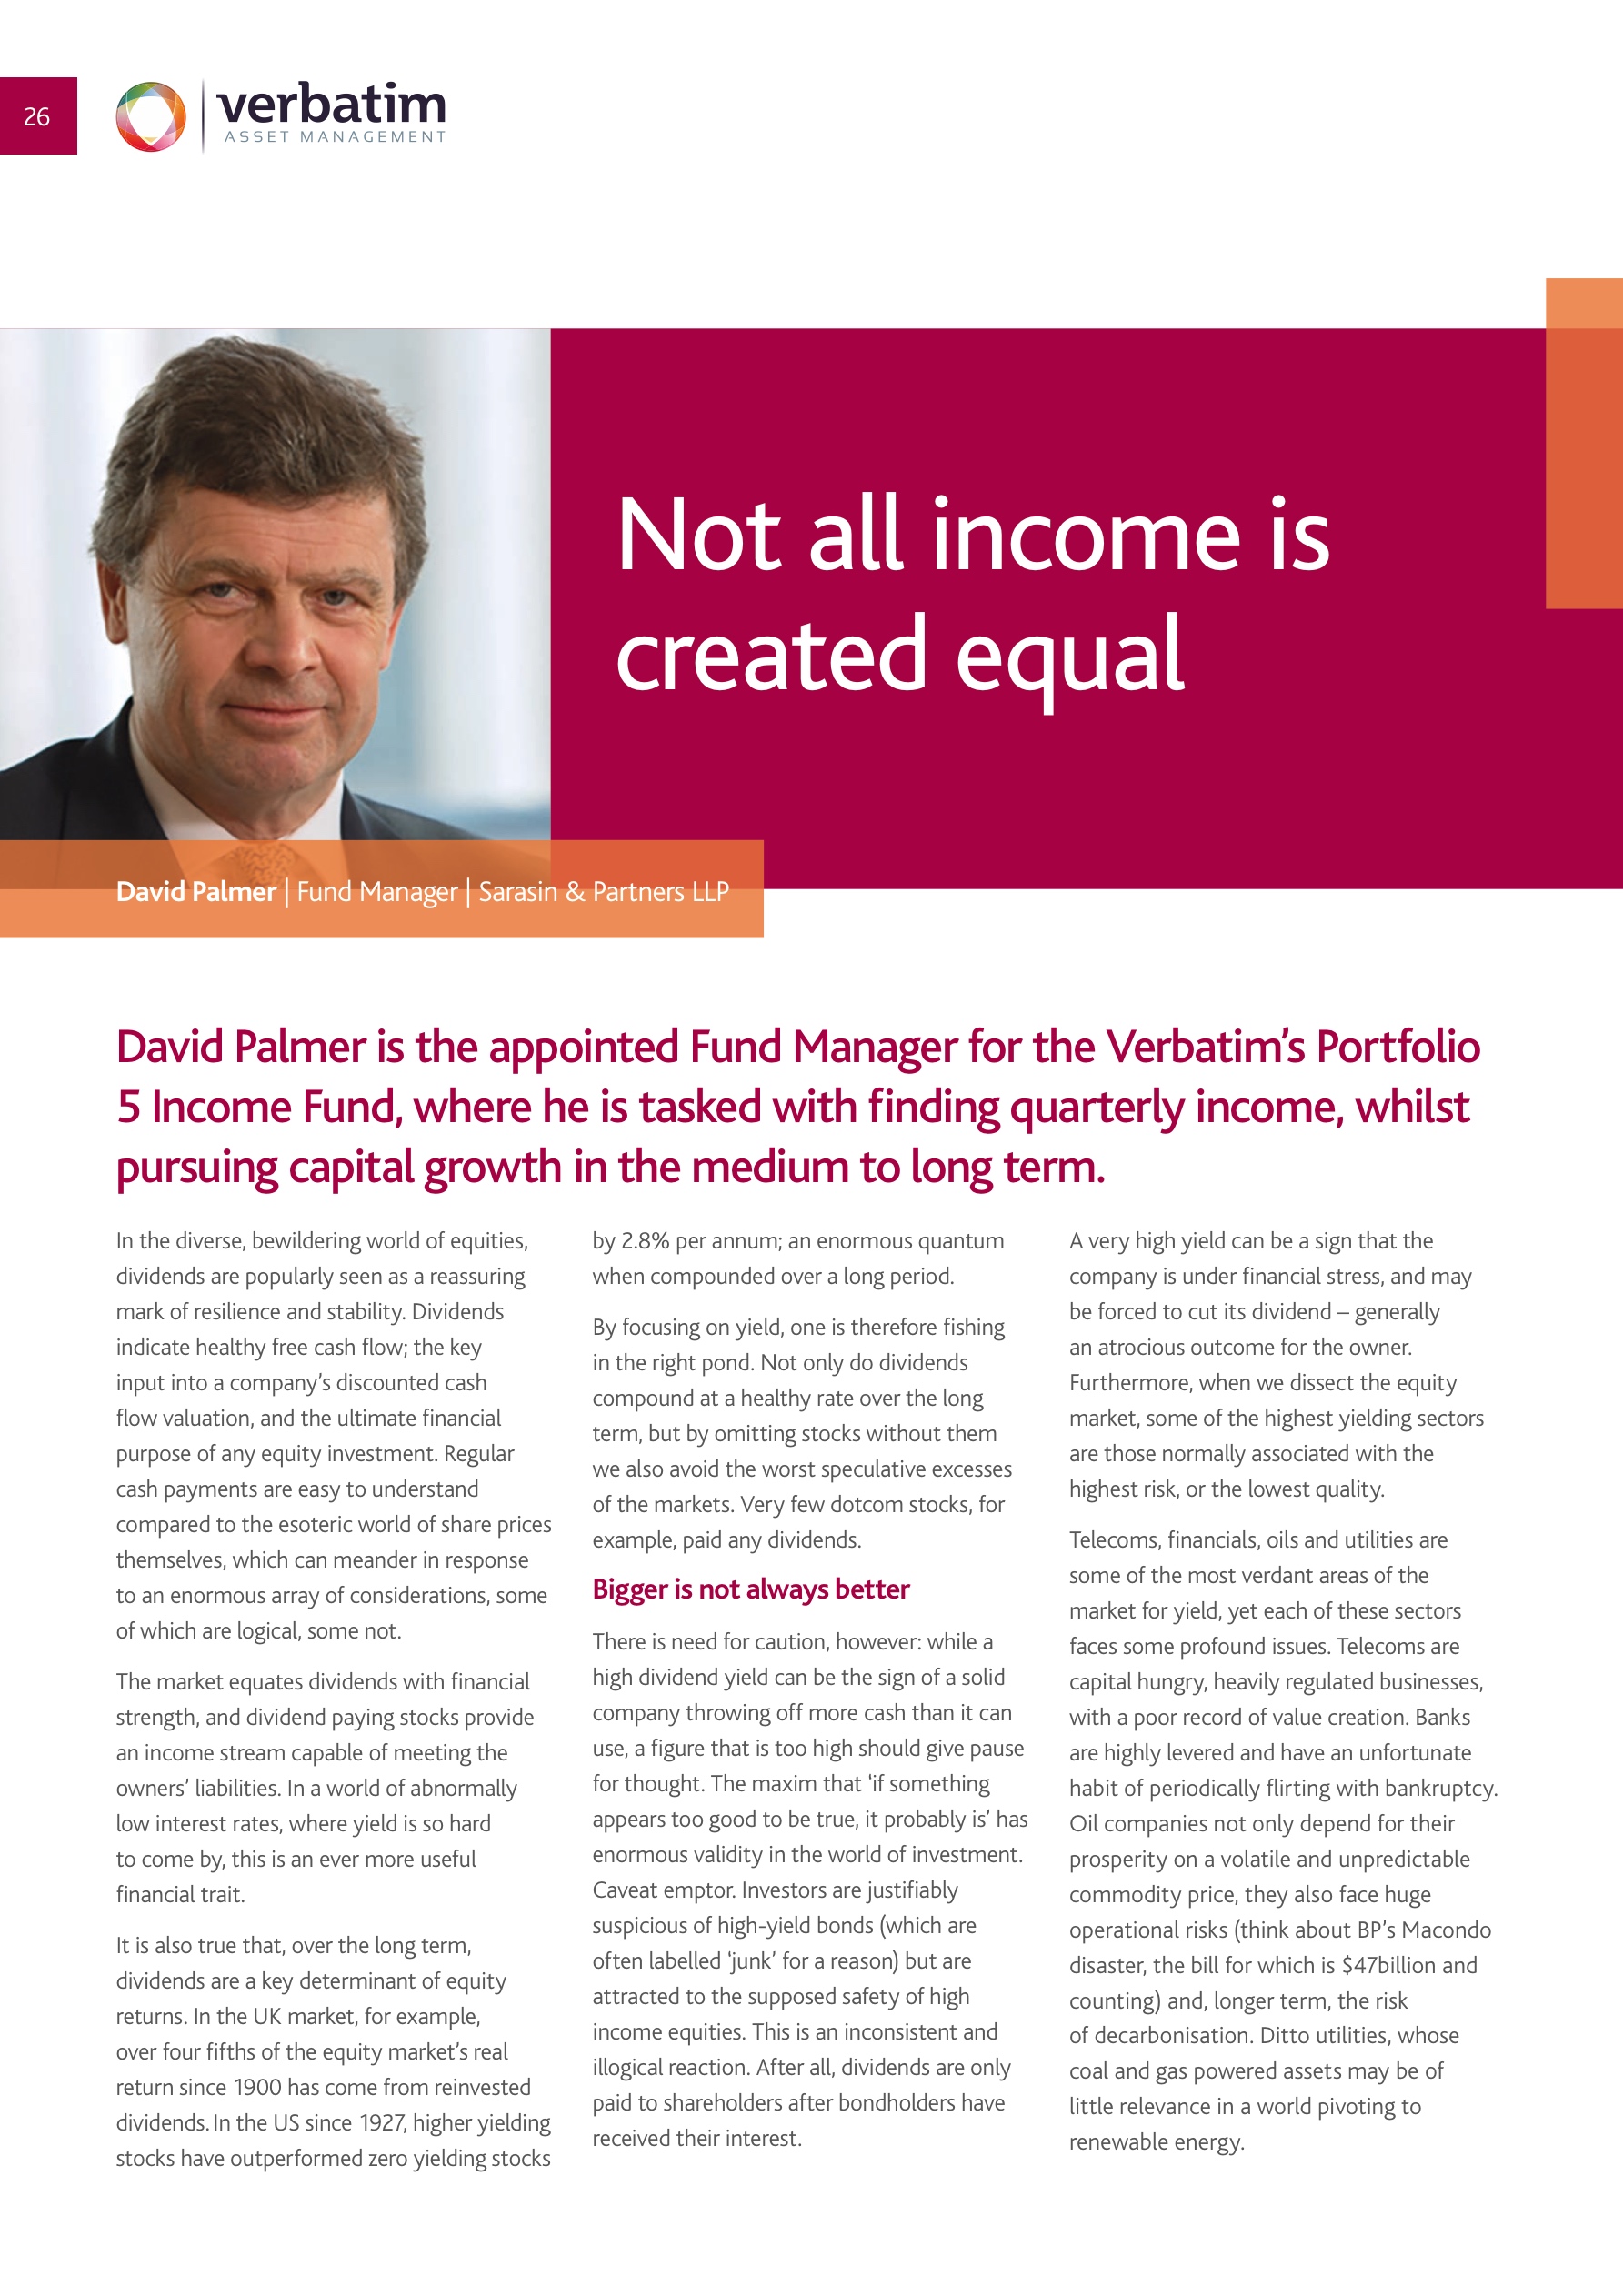 26
verbatim
ASSET MANAGEMENT
Not all income is
created equal
David Palmer | Fund Manager | Sarasin & Partners LLP
David Palmer is the appointed Fund Manager for the Verbatim’s Portfolio
5 Income Fund, where he is tasked with finding quarterly income, whilst
pursuing capital growth in the medium to long term.
In the diverse, bewildering world of equities,
dividends are popularly seen as a reassuring
mark of resilience and stability. Dividends
indicate healthy free cash flow; the key
input into a company’s discounted cash
flow valuation, and the ultimate financial
purpose of any equity investment. Regular
cash payments are easy to understand
compared to the esoteric world of share prices
themselves, which can meander in response
to an enormous array of considerations, some
of which are logical, some not.
The market equates dividends with financial
strength, and dividend paying stocks provide
an income stream capable of meeting the
owners’ liabilities. In a world of abnormally
low interest rates, where yield is so hard
to come by, this is an ever more useful
financial trait.
It is also true that, over the long term,
dividends are a key determinant of equity
returns. In the UK market, for example,
over four fifths of the equity market’s real
return since 1900 has come from reinvested
dividends. In the US since 1927, higher yielding
stocks have outperformed zero yielding stocks
by 2.8% per annum; an enormous quantum
when compounded over a long period.
By focusing on yield, one is therefore fishing
in the right pond. Not only do dividends
compound at a healthy rate over the long
term, but by omitting stocks without them
we also avoid the worst speculative excesses
of the markets. Very few dotcom stocks, for
example, paid any dividends.
Bigger is not always better
There is need for caution, however: while a
high dividend yield can be the sign of a solid
company throwing off more cash than it can
use, a figure that is too high should give pause
for thought. The maxim that ‘if something
appears too good to be true, it probably is’ has
enormous validity in the world of investment.
Caveat emptor. Investors are justifiably
suspicious of high-yield bonds (which are
often labelled ‘junk’ for a reason) but are
attracted to the supposed safety of high
income equities. This is an inconsistent and
illogical reaction. After all, dividends are only
paid to shareholders after bondholders have
received their interest.
A very high yield can be a sign that the
company is under financial stress, and may
be forced to cut its dividend – generally
an atrocious outcome for the owner.
Furthermore, when we dissect the equity
market, some of the highest yielding sectors
are those normally associated with the
highest risk, or the lowest quality.
Telecoms, financials, oils and utilities are
some of the most verdant areas of the
market for yield, yet each of these sectors
faces some profound issues. Telecoms are
capital hungry, heavily regulated businesses,
with a poor record of value creation. Banks
are highly levered and have an unfortunate
habit of periodically flirting with bankruptcy.
Oil companies not only depend for their
prosperity on a volatile and unpredictable
commodity price, they also face huge
operational risks (think about BP’s Macondo
disaster, the bill for which is $47billion and
counting) and, longer term, the risk
of decarbonisation. Ditto utilities, whose
coal and gas powered assets may be of
little relevance in a world pivoting to
renewable energy.